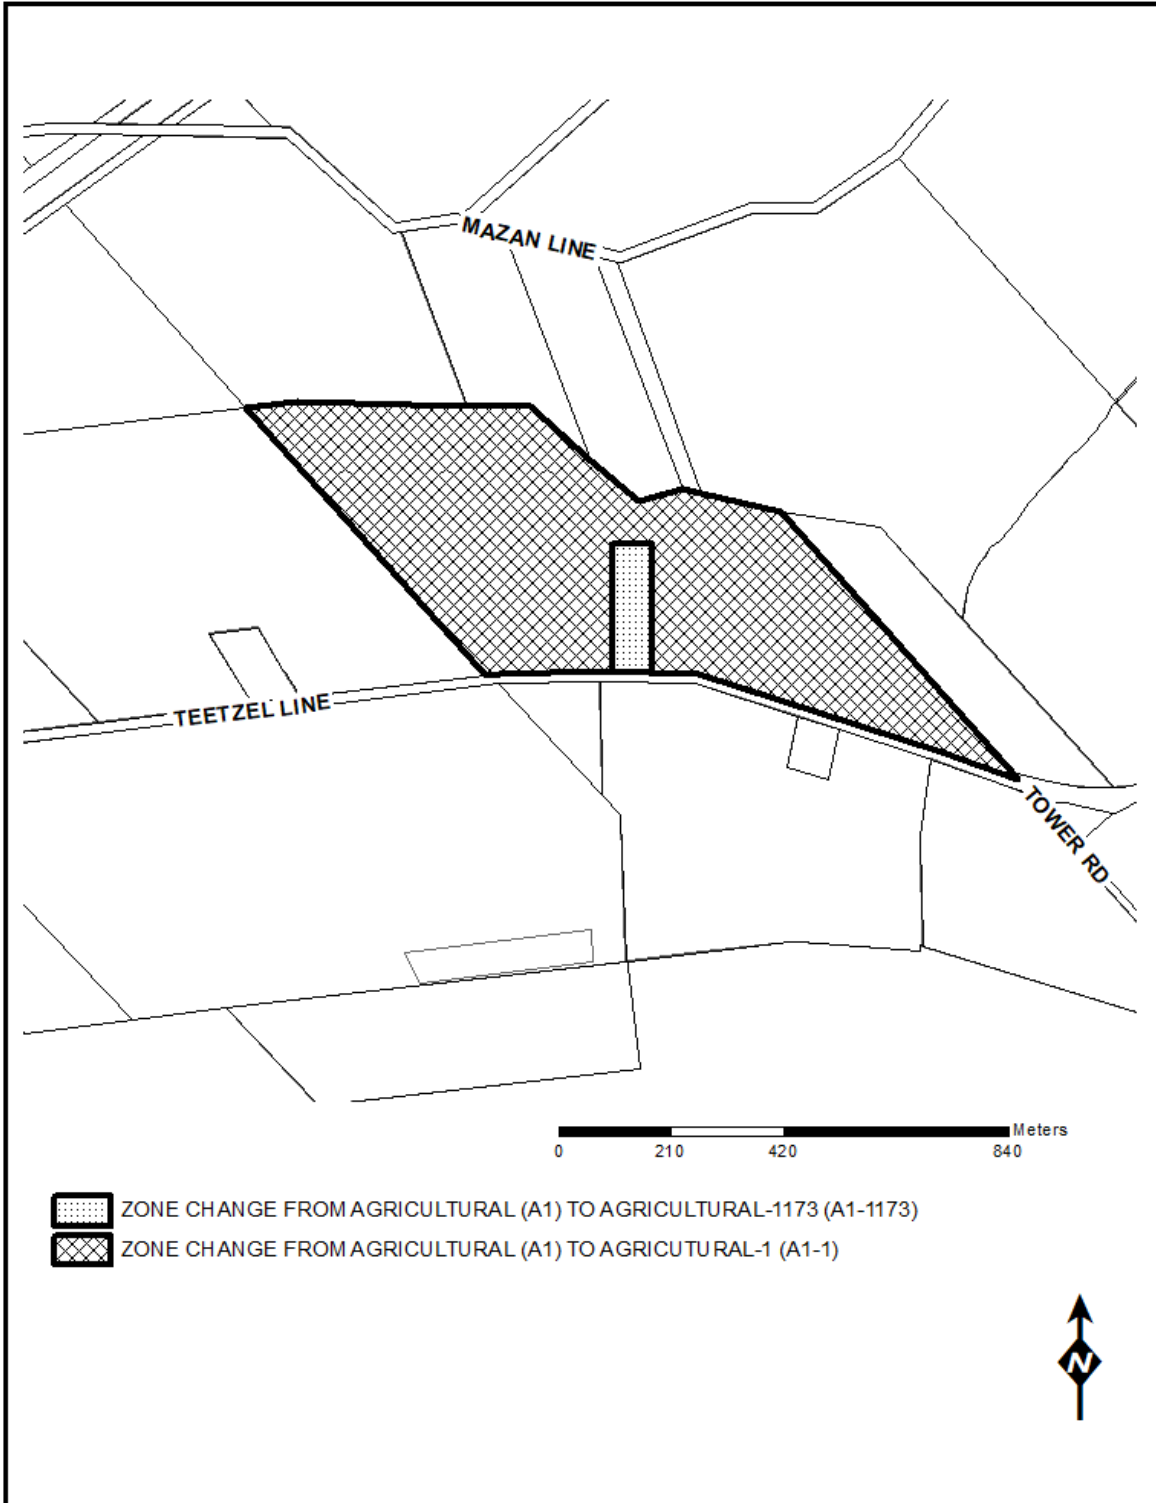 MAZAN LINE
TEETZEL LINE
TOWER RD
Meters
0 210 420 840
ZONE CHANGE FROM AGRICULTURAL (A1) TO AGRICULTURAL-1173 (A1-1173)
ZONE CHANGE FROM AGRICULTURAL (A1) TO AGRICUTURAL-1 (A1-1)
N